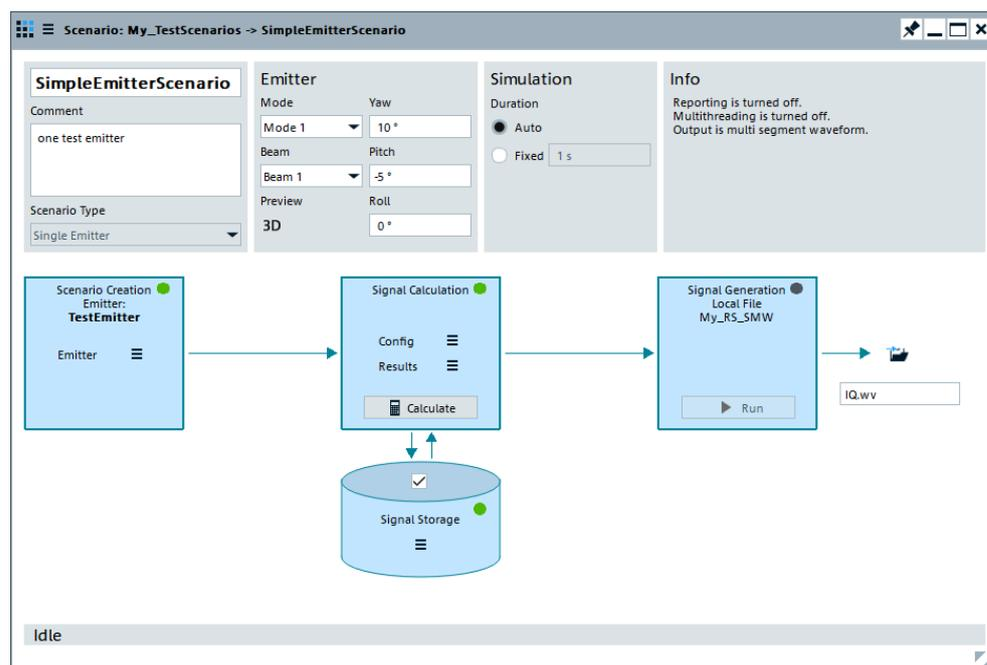 Scenario: My_TestScenarios -> SimpleEmitterScenario
SimpleEmitterScenario
Comment
one test emitter
Scenario Type
Single Emitter
Emitter
Mode
Yaw
Mode 1
10 °
Beam
Pitch
Beam 1
-5 °
Preview
Roll
3D
0 °
Simulation
Duration
Auto
Fixed
1 s
Info
Reporting is turned off.
Multithreading is turned off.
Output is multi segment waveform.
Scenario Creation
Emitter:
TestEmitter
Emitter
Signal Calculation
Config
Results
Calculate
Signal Generation
Local File
My_RS_SMW
Run
IQ.wv
Signal Storage
Idle